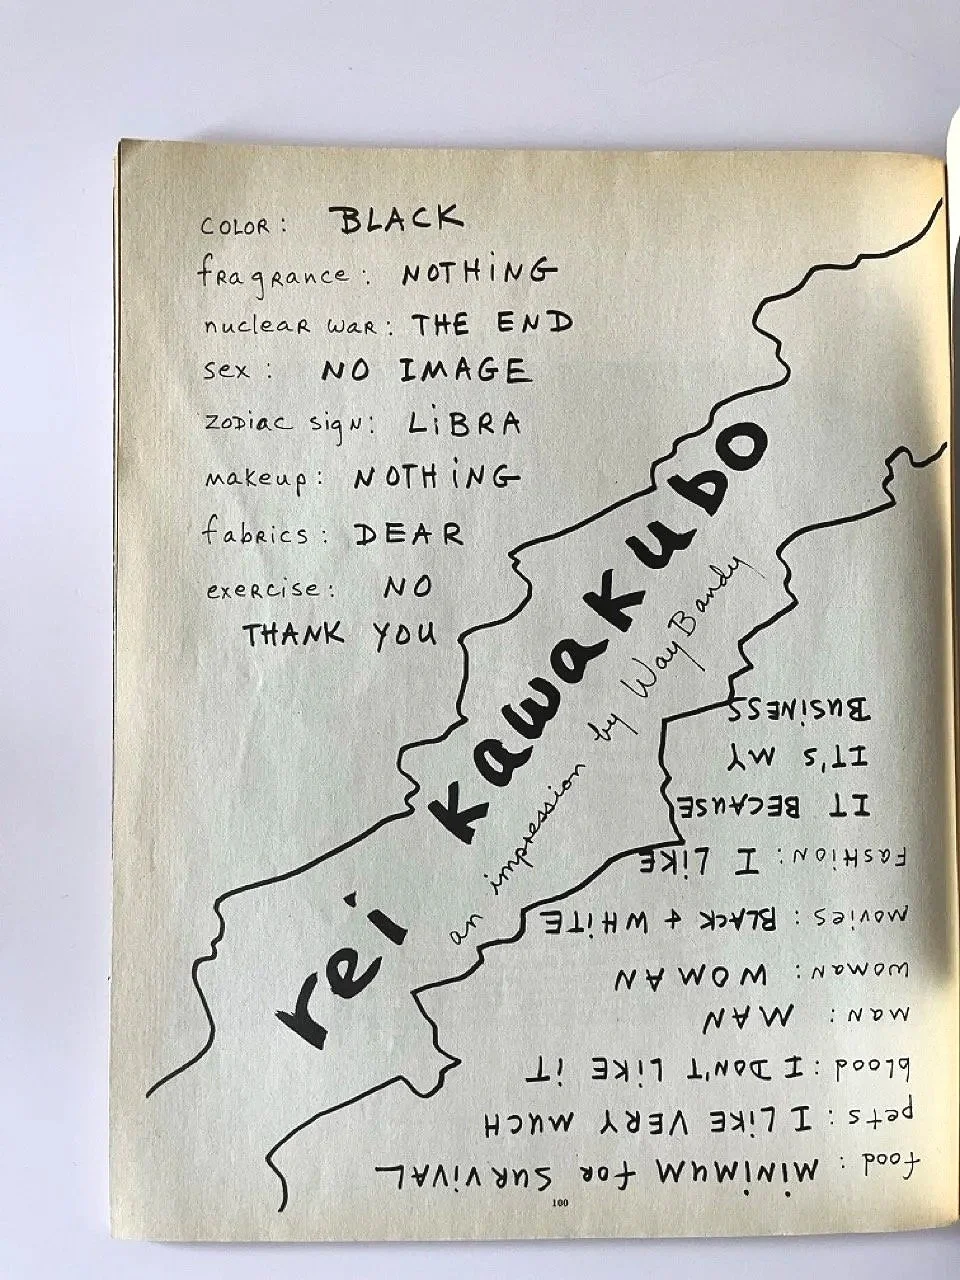 COLOR: BLACK
fragrance: NOTHING
nuclear war: THE END
sex: NO IMAGE
zodiac sign: LIBRA
makeup: NOTHING
fabrics: DEAR
exercise: NO
THANK YOU
rei kawakubo
an impression by Way Bandy
food: MINIMUM FOR SURVIVAL
pets: I LIKE VERY MUCH
blood: I DON'T LIKE iT
man: MAN
woman: WOMAN
movies: BLACK + WHITE
FASHION: I LIKE
IT BECAUSE
IT'S MY
BUSINESS
100